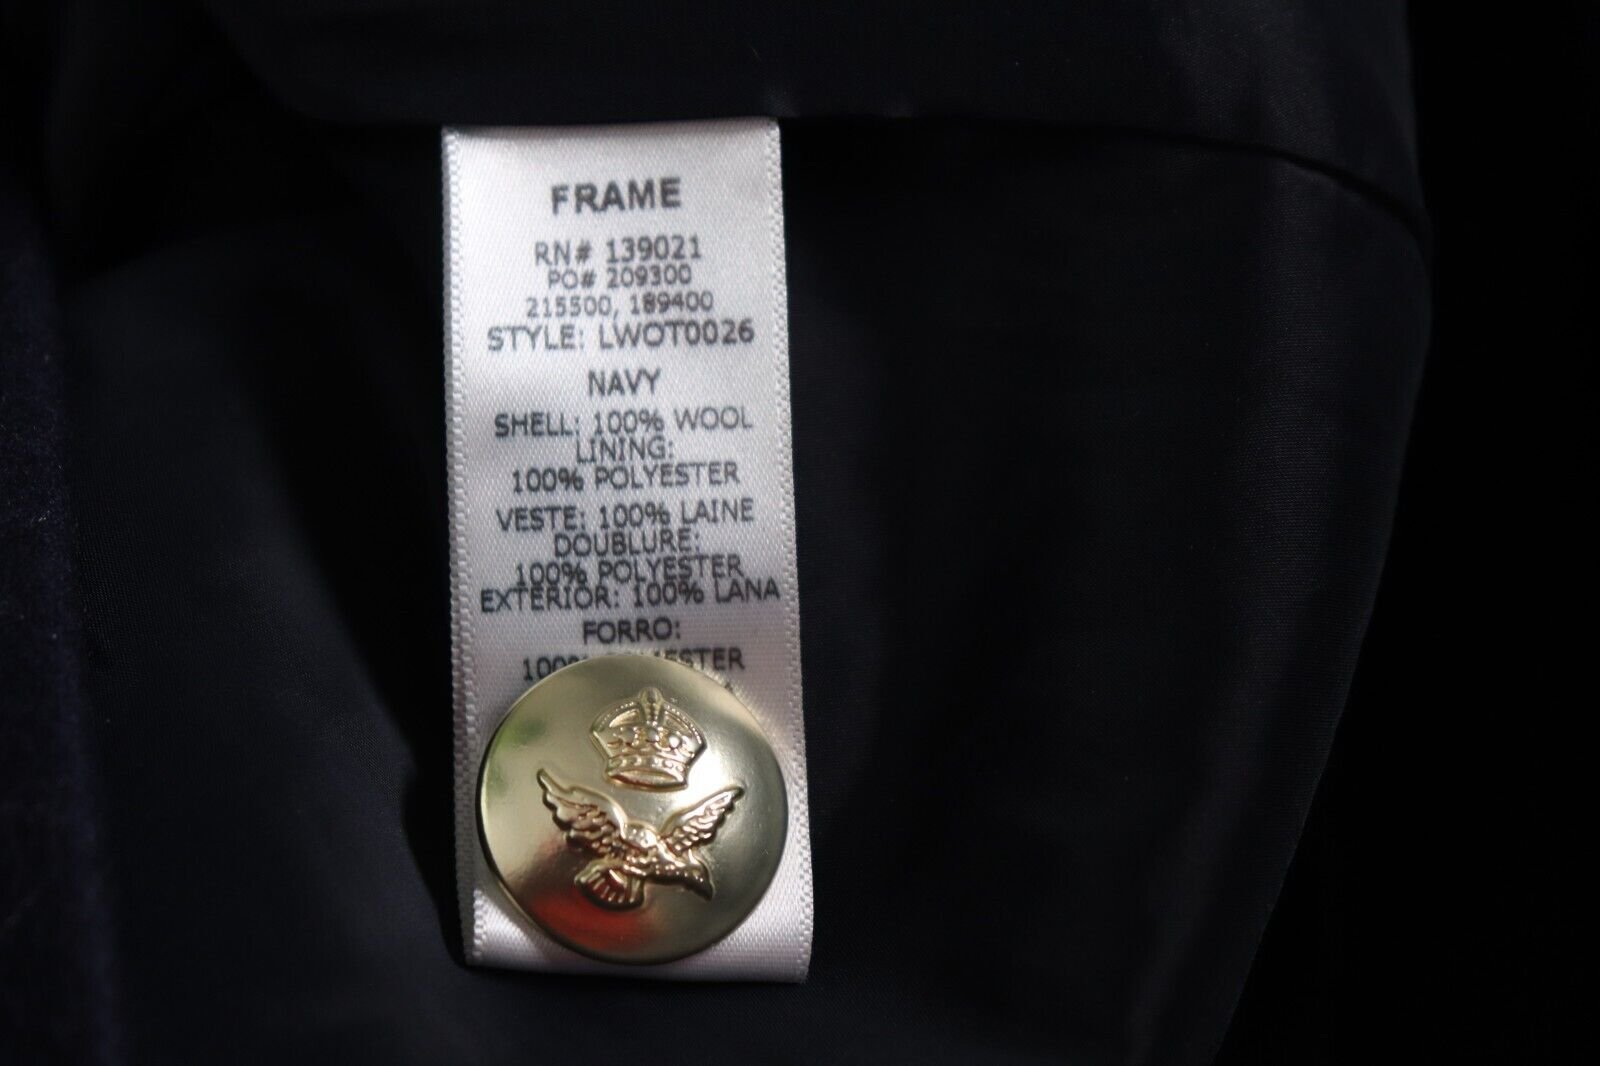 FRAME
RN# 139021
PO# 209300
215500, 189400
STYLE: LWOT0026
NAVY
SHELL: 100% WOOL
LINING:
100% POLYESTER
VESTE: 100% LAINE
DOUBLURE:
100% POLYESTER
EXTERIOR: 100% LANA
FORRO: